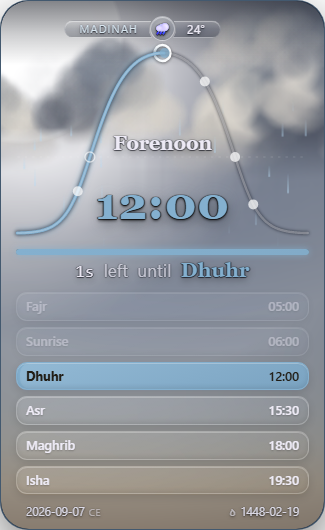 MADINAH 24°
Forenoon
12:00
1s left until Dhuhr
Fajr 05:00
Sunrise 06:00
Dhuhr 12:00
Asr 15:30
Maghrib 18:00
Isha 19:30
2026-09-07 CE 1448-02-19